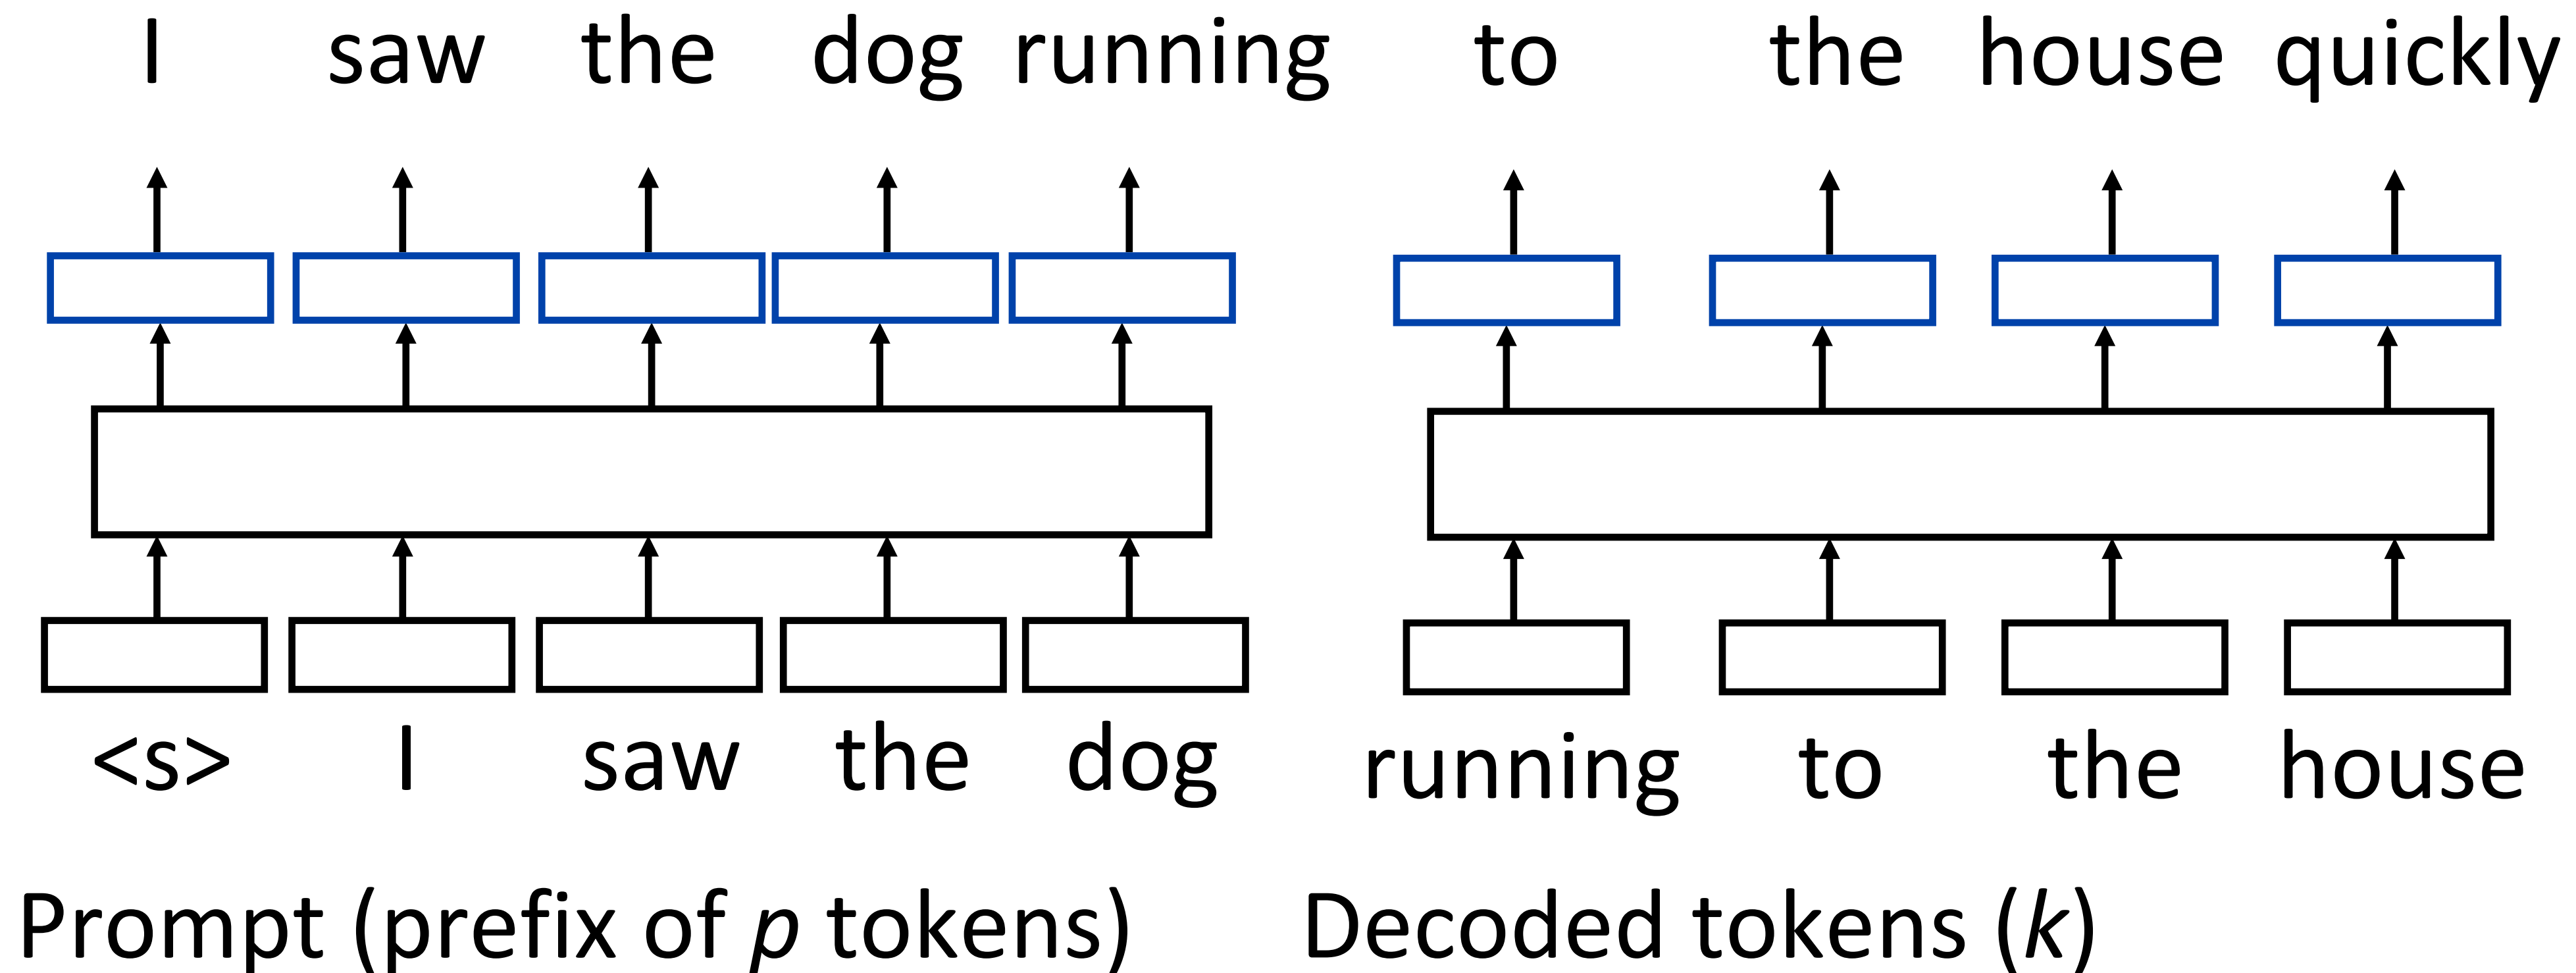 I saw the dog running to the house quickly
<s> I saw the dog running to the house
Prompt (prefix of p tokens) Decoded tokens (k)